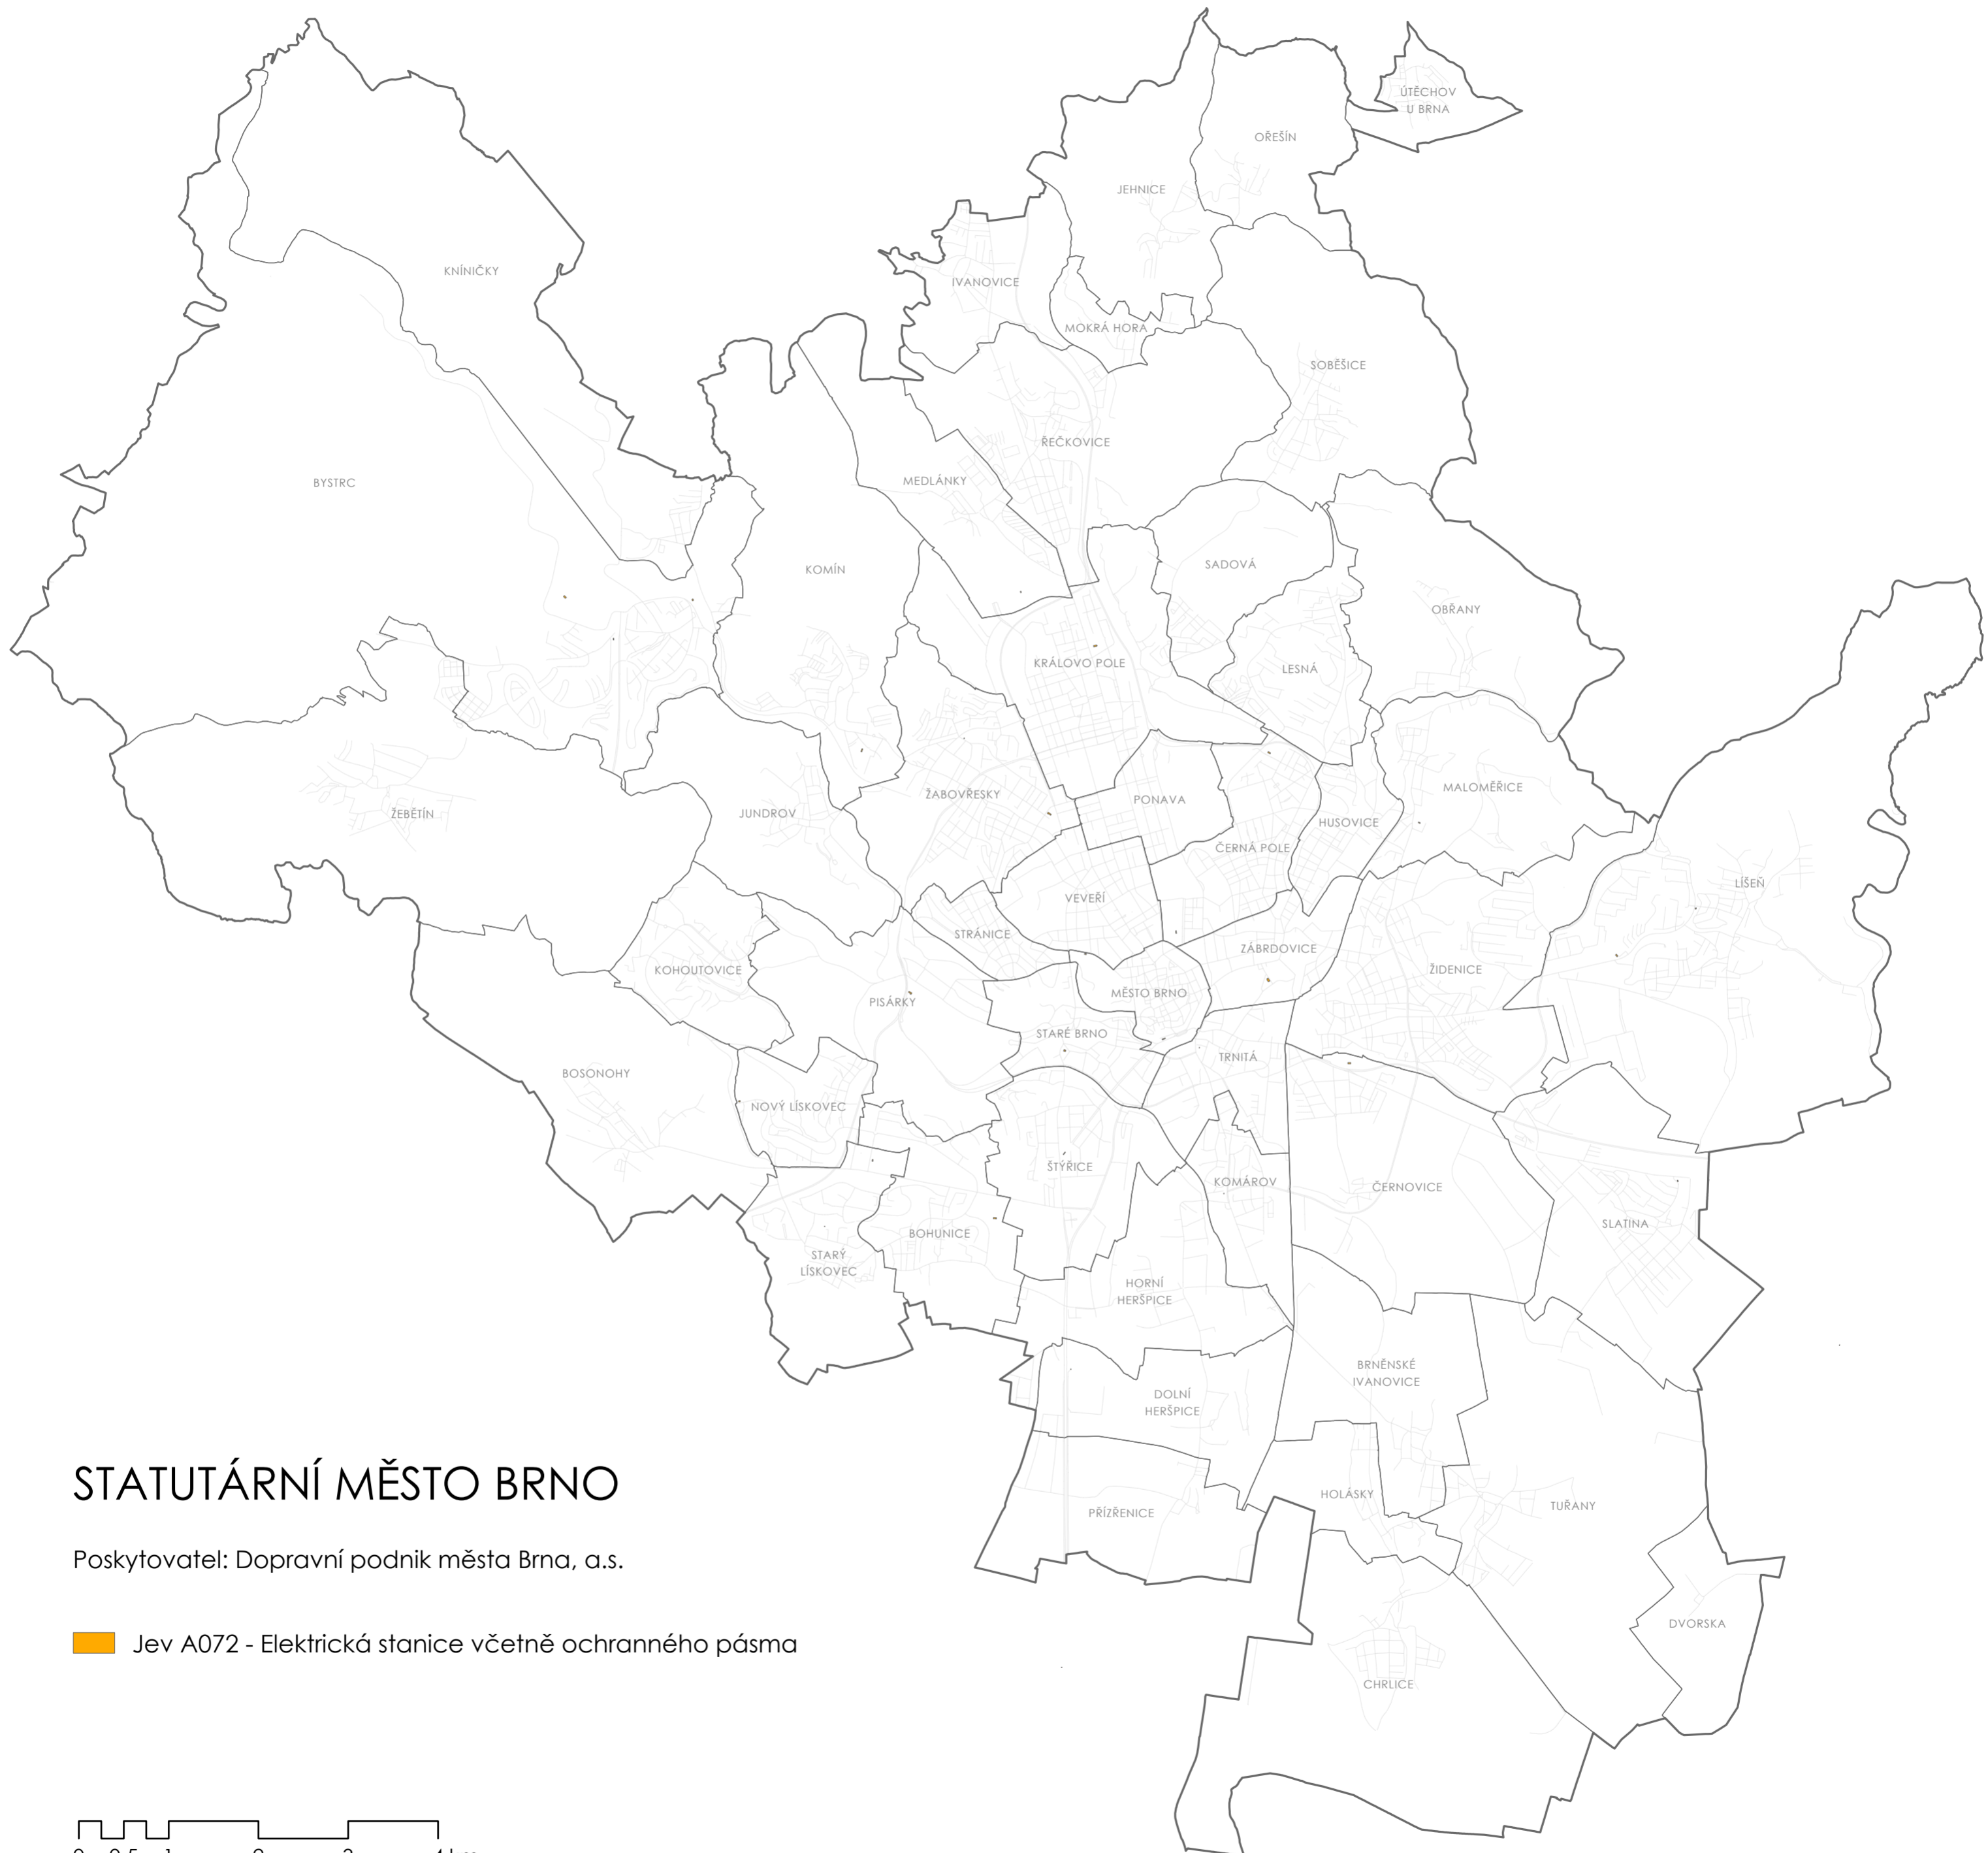 ÚTĚCHOV
U BRNA
OŘEŠÍN
JEHNICE
KNÍNIČKY
IVANOVICE
MOKRÁ HORA
SOBĚŠICE
ŘEČKOVICE
MEDLÁNKY
BYSTRC
KOMÍN
SADOVÁ
OBŘANY
KRÁLOVO POLE
LESNÁ
ŽABOVŘESKY
PONAVA
MALOMĚŘICE
ŽEBĚTÍN
JUNDROV
HUSOVICE
ČERNÁ POLE
LÍŠEŇ
VEVEŘÍ
STRÁNICE
ZÁBRDOVICE
KOHOUTOVICE
ŽIDENICE
PISÁRKY
MĚSTO BRNO
STARÉ BRNO
TRNITÁ
BOSONOHY
NOVÝ LÍSKOVEC
ŠTÝŘICE
KOMÁROV
ČERNOVICE
SLATINA
BOHUNICE
STARÝ
LÍSKOVEC
HORNÍ
HERŠPICE
BRNĚNSKÉ
IVANOVICE
DOLNÍ
HERŠPICE
HOLÁSKY
TUŘANY
PŘÍZŘENICE
DVORSKA
CHRLICE
STATUTÁRNÍ MĚSTO BRNO
Poskytovatel: Dopravní podnik města Brna, a.s.
Jev A072 - Elektrická stanice včetně ochranného pásma